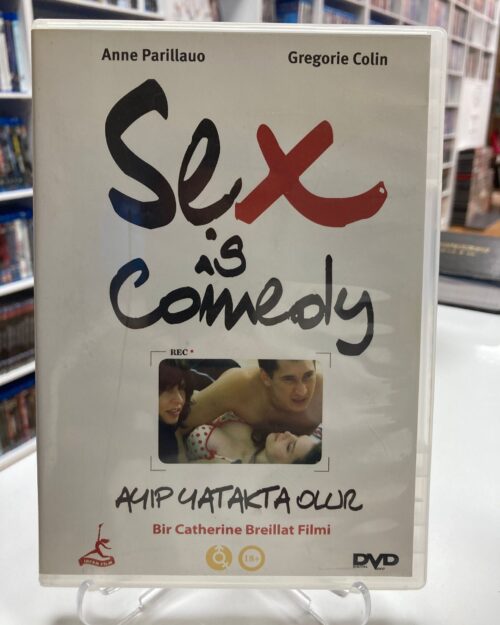 Anne Parillauo Gregorie Colin
Sex
is
Comedy
REC
AYIP YATAKTA OLUR
Bir Catherine Breillat Filmi
18+
DVD